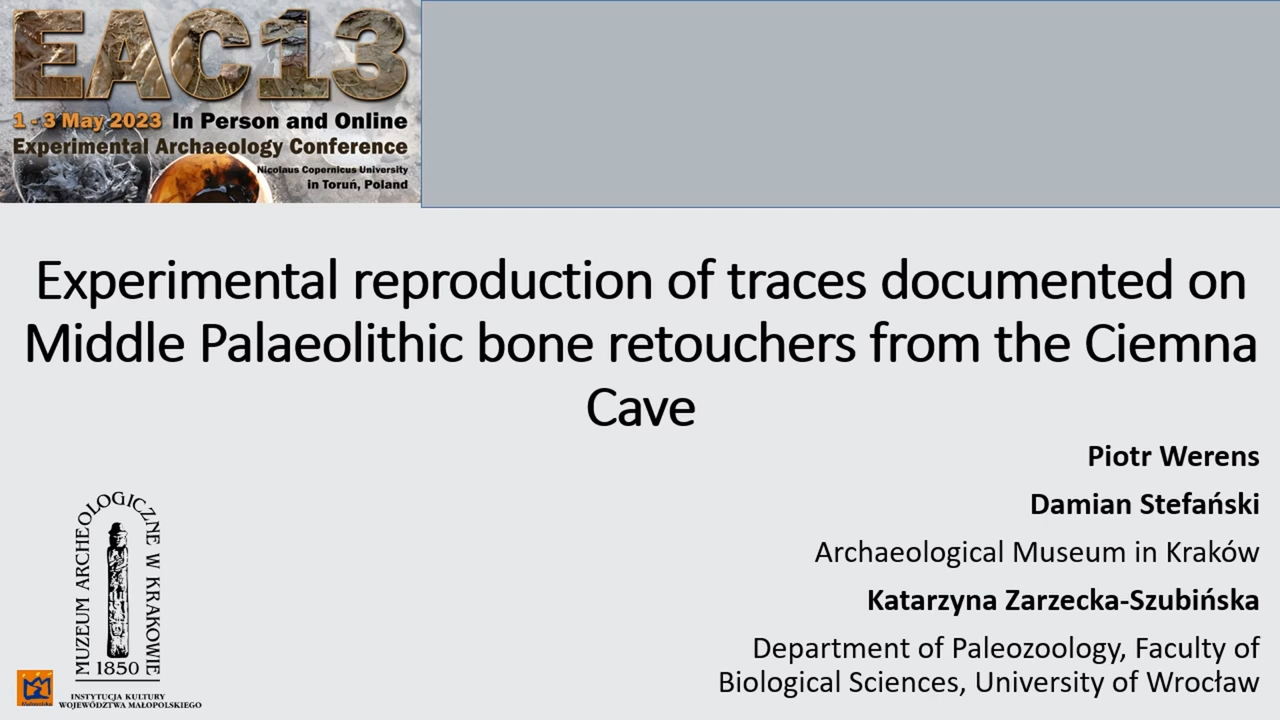 EAC13
1 - 3 May 2023 In Person and Online
Experimental Archaeology Conference
Nicolaus Copernicus University
in Toruń, Poland
Experimental reproduction of traces documented on
Middle Palaeolithic bone retouchers from the Ciemna
Cave
Piotr Werens
Damian Stefański
Archaeological Museum in Kraków
Katarzyna Zarzecka-Szubińska
Department of Paleozoology, Faculty of
Biological Sciences, University of Wrocław
MUZEUM ARCHEOLOGICZNE W KRAKOWIE
1850
Małopolska
INSTYTUCJA KULTURY
WOJEWÓDZTWA MAŁOPOLSKIEGO